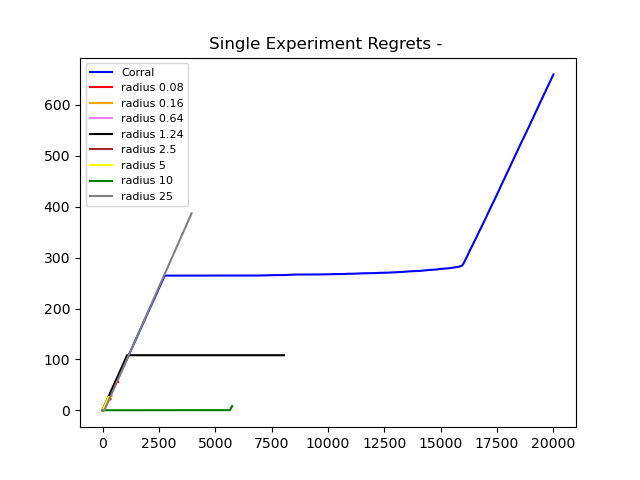 Single Experiment Regrets -
Corral
radius 0.08
radius 0.16
radius 0.64
radius 1.24
radius 2.5
radius 5
radius 10
radius 25
600
500
400
300
200
100
0
0 2500 5000 7500 10000 12500 15000 17500 20000